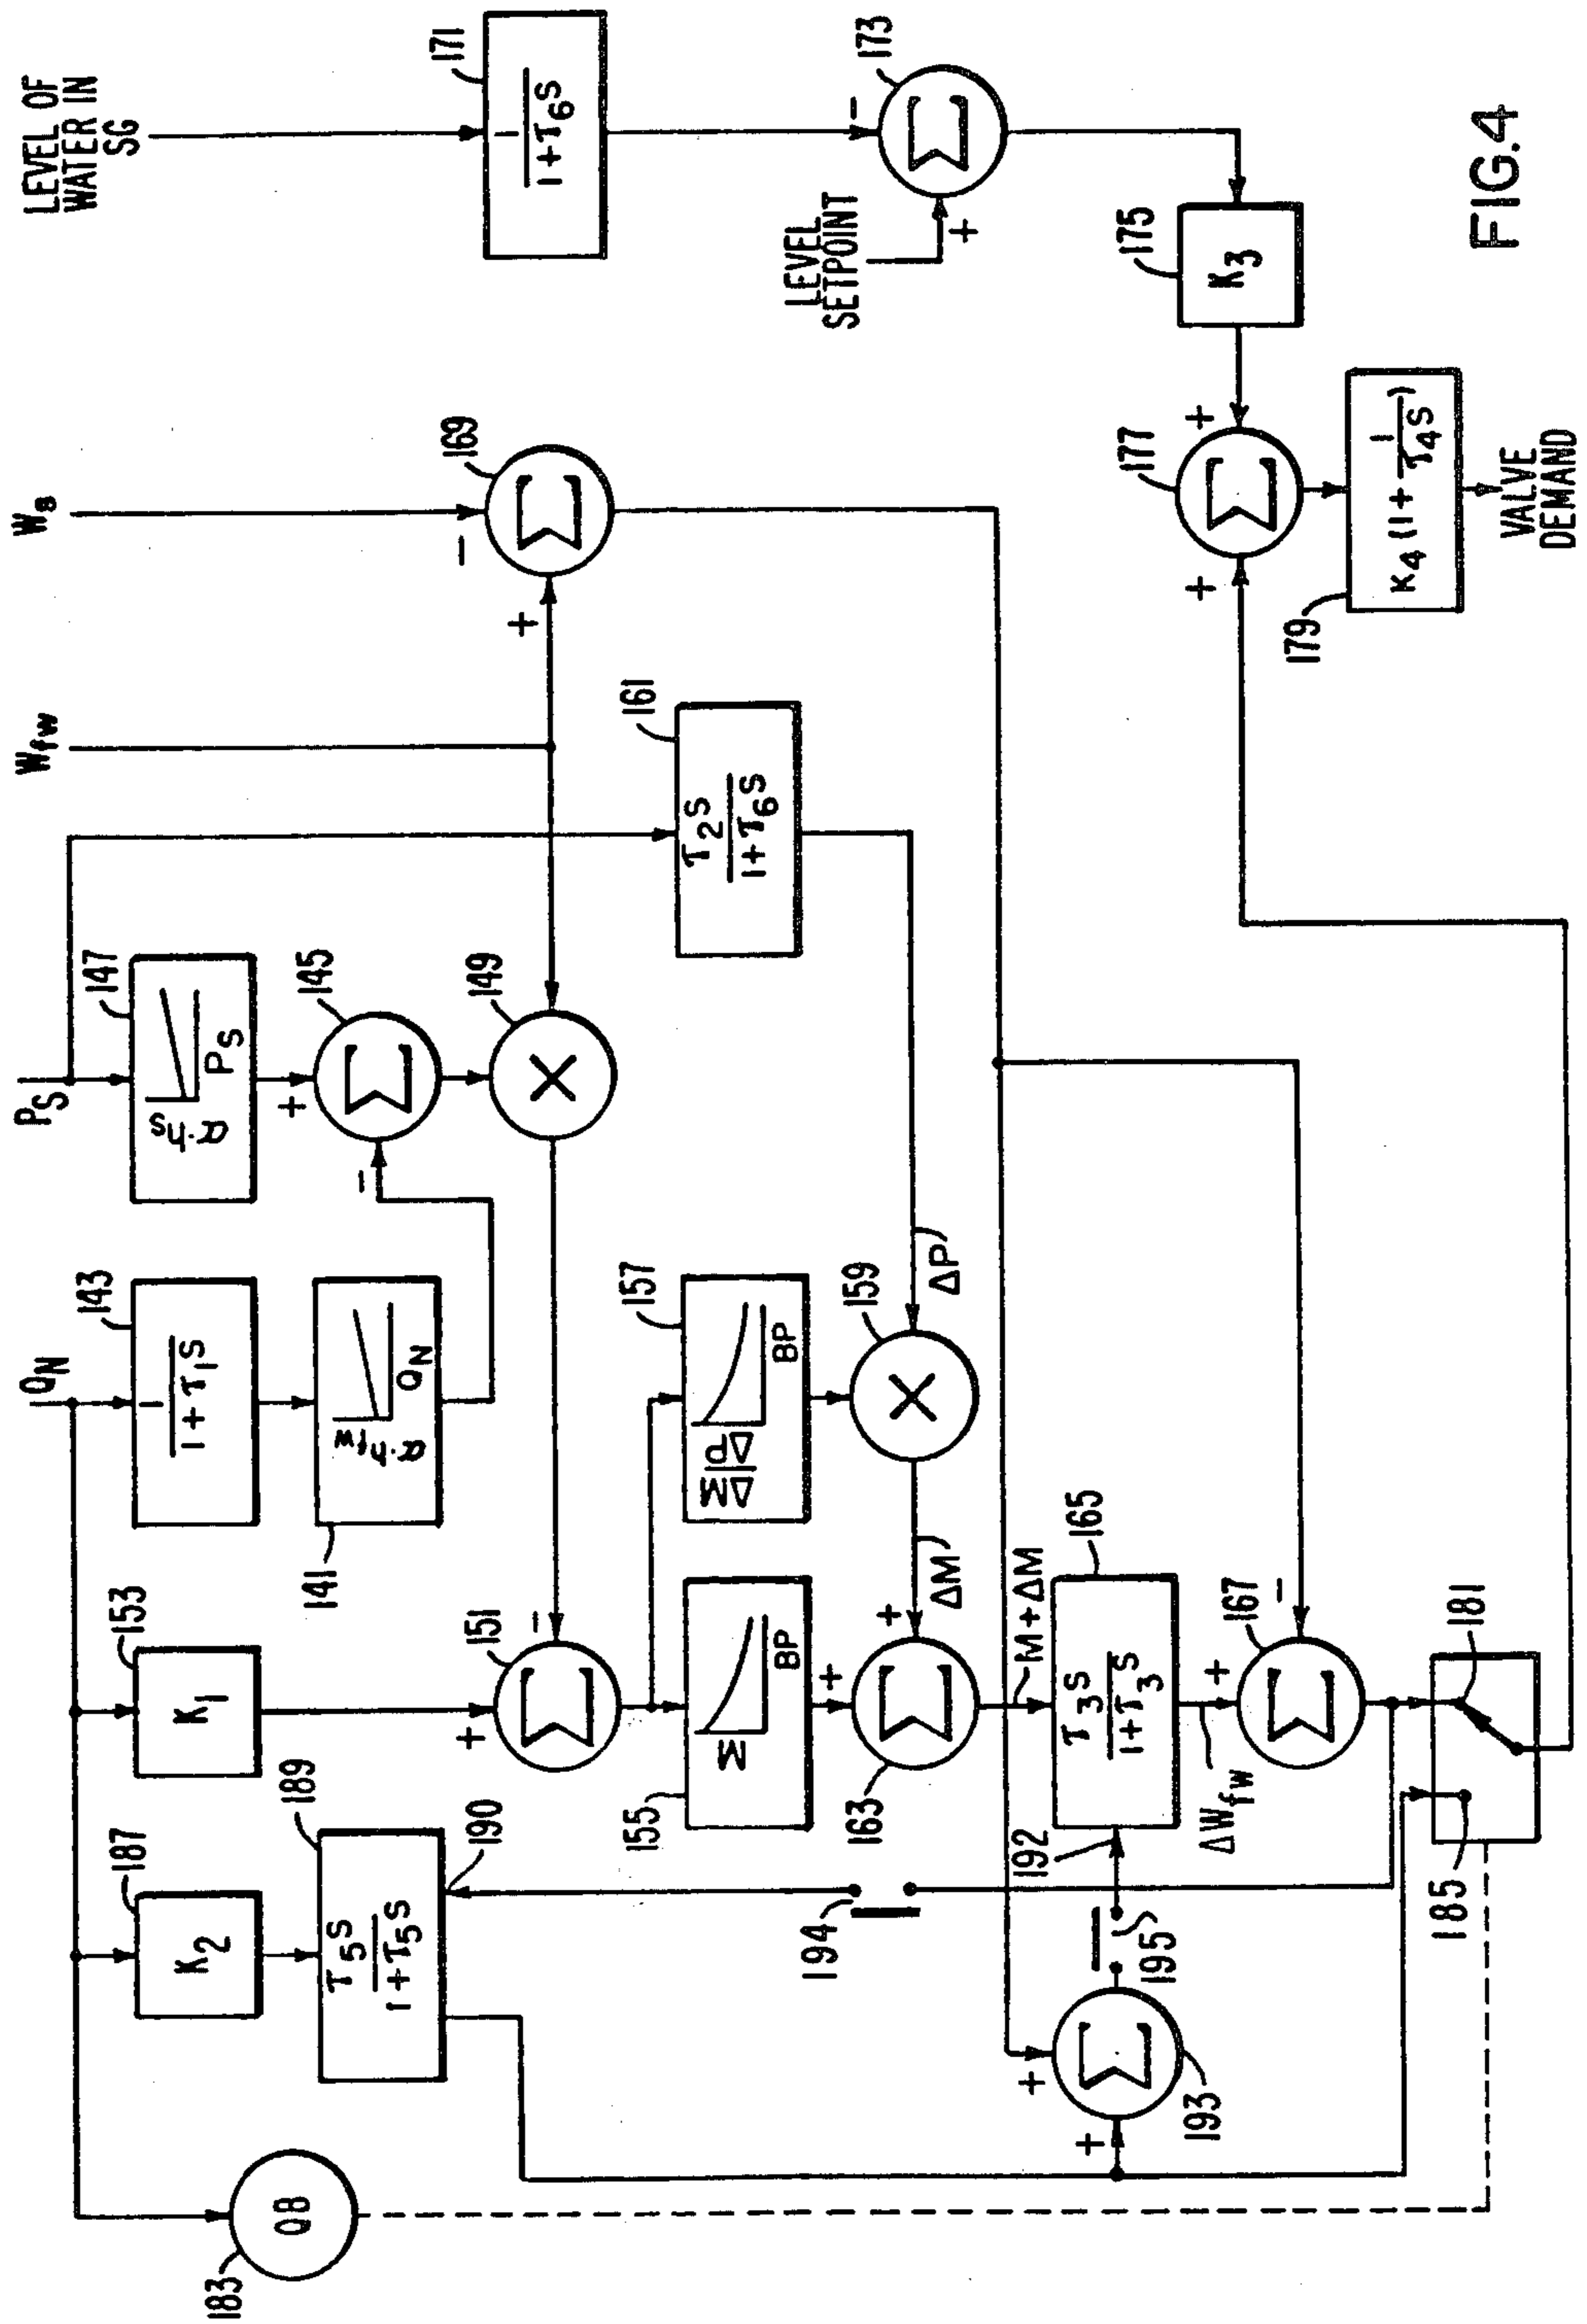 LEVEL OF
WATER IN
SG
171
1
1+τ6S
173
−
Σ
LEVEL
SETPOINT
+
175
K3
177
+
Σ
+
179
K4 (1+ 1/τ4S)
VALVE
DEMAND
FIG.4
Ws
169
−
Σ
+
Wfw
161
τ2S
1+τ6S
PS
147
α·hs
PS
145
+
Σ
−
149
X
QN
143
1
1+τ1S
141
α·hfw
QN
153
K1
151
+
−
Σ
157
ΔM
ΔP
BP
155
M
BP
159
X
ΔP
ΔM
163
+
+
Σ
M+ΔM
165
τ3S
1+τ3S
ΔWfw
167
+
−
Σ
181
185
187
K2
189
τ5S
1+τ5S
190
192
194
195
193
+
+
Σ
183
QB